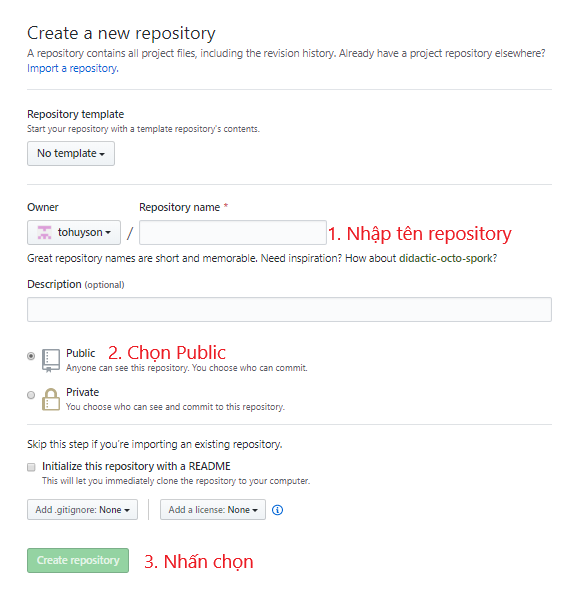 Create a new repository
A repository contains all project files, including the revision history. Already have a project repository elsewhere?
Import a repository.
Repository template
Start your repository with a template repository's contents.
No template
Owner Repository name *
tohuyson / 1. Nhập tên repository
Great repository names are short and memorable. Need inspiration? How about didactic-octo-spork?
Description (optional)
Public 2. Chọn Public
Anyone can see this repository. You choose who can commit.
Private
You choose who can see and commit to this repository.
Skip this step if you're importing an existing repository.
Initialize this repository with a README
This will let you immediately clone the repository to your computer.
Add .gitignore: None Add a license: None
Create repository 3. Nhấn chọn